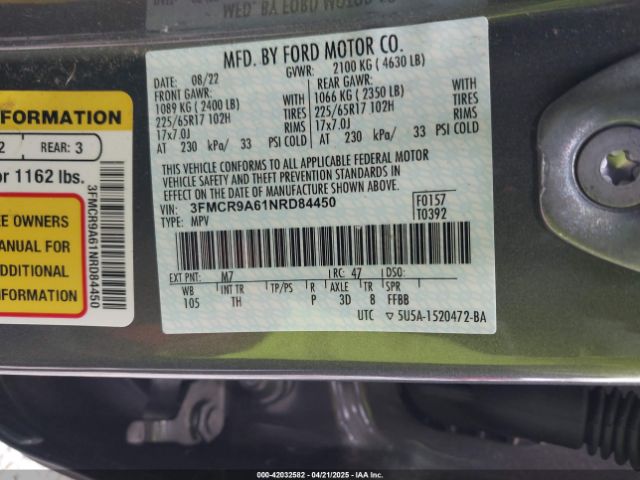 MFD. BY FORD MOTOR CO.
DATE: 08/22 GVWR: 2100 KG ( 4630 LB)
FRONT GAWR: REAR GAWR:
1089 KG ( 2400 LB) WITH 1066 KG ( 2350 LB) WITH
225/65R17 102H TIRES 225/65R17 102H TIRES
17x7.0J RIMS 17x7.0J RIMS
AT 230 kPa/ 33 PSI COLD AT 230 kPa/ 33 PSI COLD
THIS VEHICLE CONFORMS TO ALL APPLICABLE FEDERAL MOTOR
VEHICLE SAFETY AND THEFT PREVENTION STANDARDS IN
EFFECT ON THE DATE OF MANUFACTURE SHOWN ABOVE.
VIN: 3FMCR9A61NRD84450 F0157
TYPE: MPV T0392
EXT PNT: M7 RC: 47 DSO:
WB INT TR TP/PS R AXLE TR SPR
105 TH P 3D 8 FFBB
UTC ▽ 5U5A-1520472-BA
FORMATION
2 REAR: 3
or 1162 lbs.
EE OWNERS
MANUAL FOR
ADDITIONAL
FORMATION
3FMCR9A61NRD84450
000-42032582 - 04/21/2025 - IAA Inc.